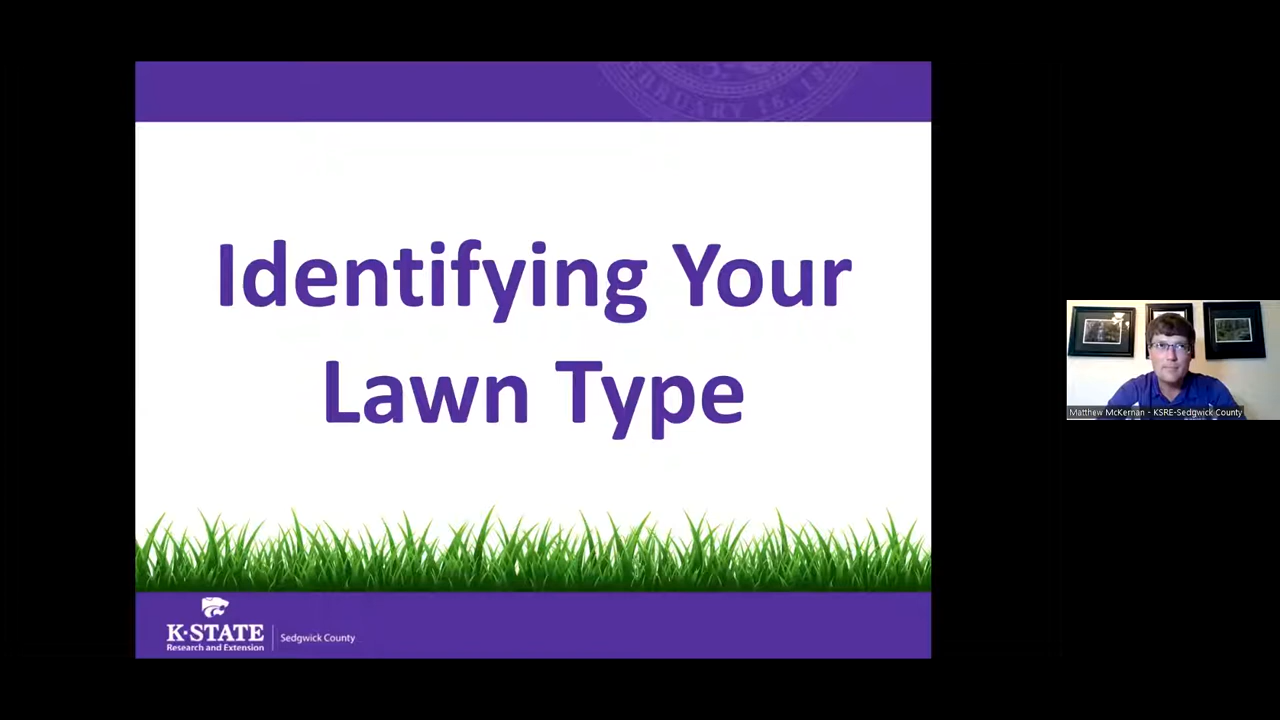 Identifying Your
Lawn Type
K-STATE
Research and Extension
Sedgwick County
Matthew McKernan - KSRE-Sedgwick County